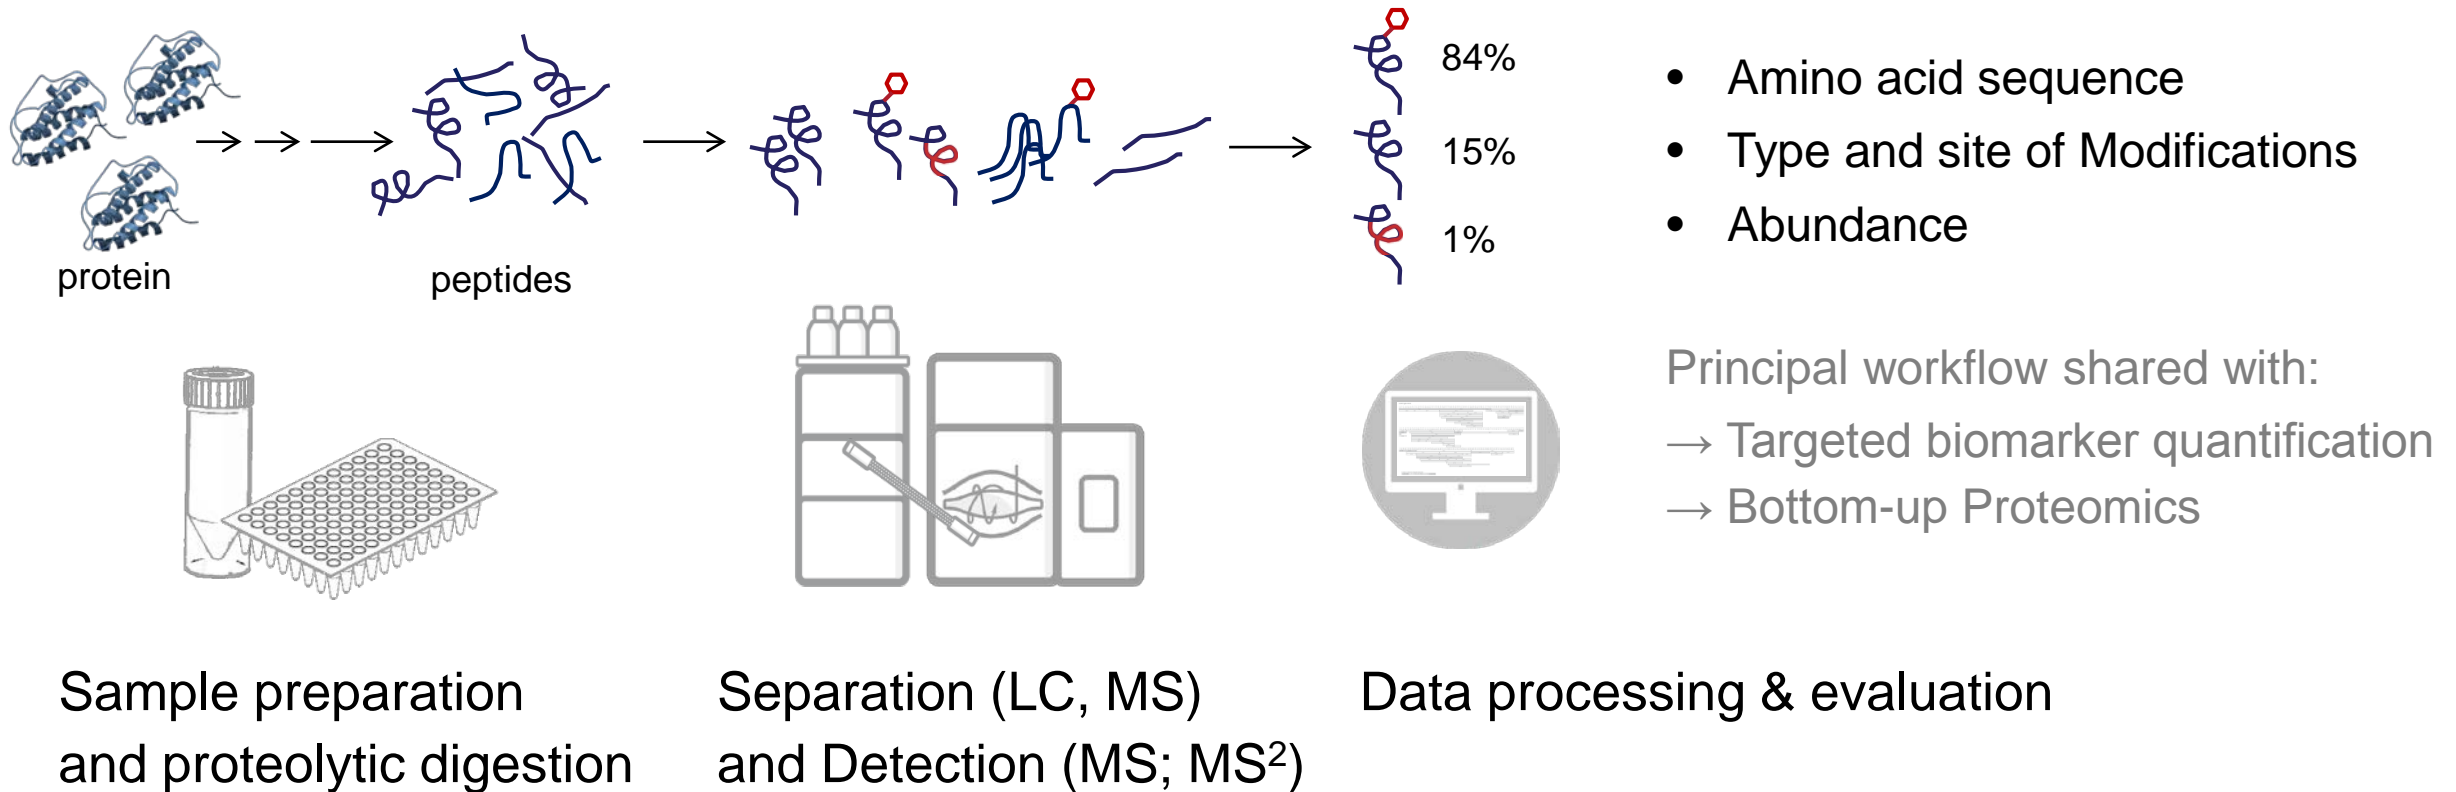 protein
peptides
84%
15%
1%
• Amino acid sequence
• Type and site of Modifications
• Abundance
Principal workflow shared with:
→ Targeted biomarker quantification
→ Bottom-up Proteomics
Sample preparation
and proteolytic digestion
Separation (LC, MS)
and Detection (MS; MS²)
Data processing & evaluation